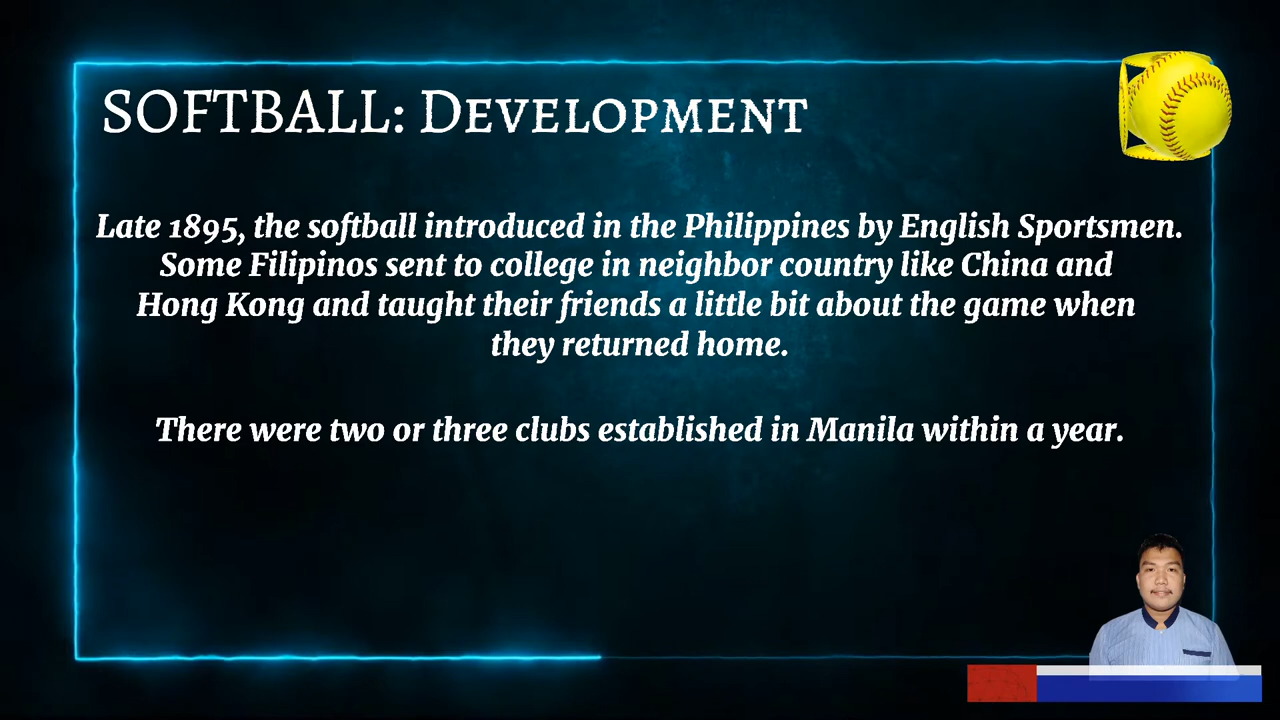 SOFTBALL: Development
Late 1895, the softball introduced in the Philippines by English Sportsmen.
Some Filipinos sent to college in neighbor country like China and
Hong Kong and taught their friends a little bit about the game when
they returned home.
There were two or three clubs established in Manila within a year.